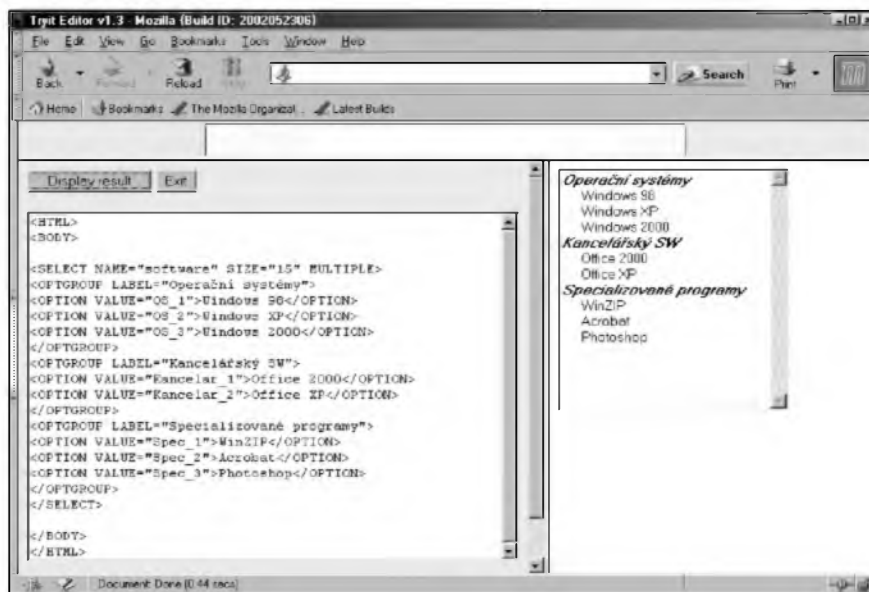 Tryit Editor v1.3 - Mozilla {Build ID: 2002052306}
File Edit View Go Bookmarks Tools Window Help
Back Reload Search Print
Home Bookmarks The Mozilla Organizat... Latest Builds
Display result Exit
<HTML>
<BODY>
<SELECT NAME="software" SIZE="15" MULTIPLE>
<OPTGROUP LABEL="Operační systémy">
<OPTION VALUE="OS_1">Windows 98</OPTION>
<OPTION VALUE="OS_2">Windows XP</OPTION>
<OPTION VALUE="OS_3">Windows 2000</OPTION>
</OPTGROUP>
<OPTGROUP LABEL="Kancelářský SW">
<OPTION VALUE="Kancelar_1">Office 2000</OPTION>
<OPTION VALUE="Kancelar_2">Office XP</OPTION>
</OPTGROUP>
<OPTGROUP LABEL="Specializované programy">
<OPTION VALUE="Spec_1">WinZIP</OPTION>
<OPTION VALUE="Spec_2">Acrobat</OPTION>
<OPTION VALUE="Spec_3">Photoshop</OPTION>
</OPTGROUP>
</SELECT>
</BODY>
</HTML>
Operační systémy
Windows 98
Windows XP
Windows 2000
Kancelářský SW
Office 2000
Office XP
Specializované programy
WinZIP
Acrobat
Photoshop
Document: Done (0.44 secs)